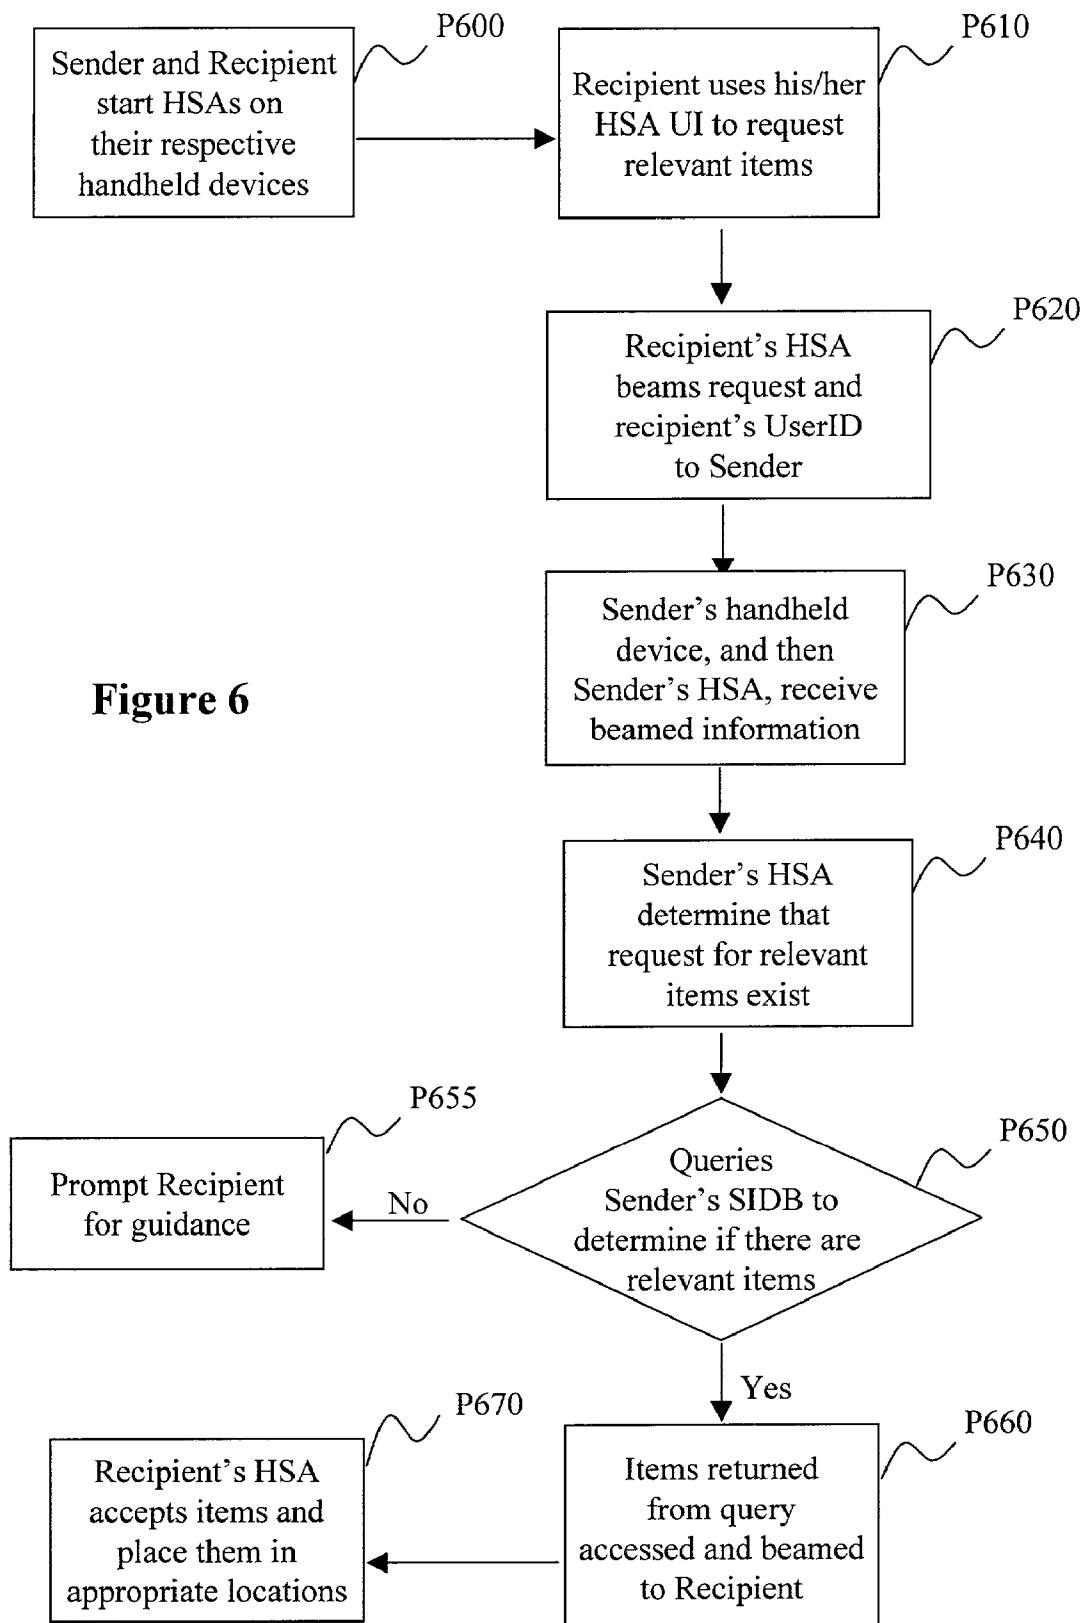 P600
Sender and Recipient
start HSAs on
their respective
handheld devices
P610
Recipient uses his/her
HSA UI to request
relevant items
P620
Recipient's HSA
beams request and
recipient's UserID
to Sender
P630
Sender's handheld
device, and then
Sender's HSA, receive
beamed information
Figure 6
P640
Sender's HSA
determine that
request for relevant
items exist
P650
Queries
Sender's SIDB to
determine if there are
relevant items
No
P655
Prompt Recipient
for guidance
Yes
P660
Items returned
from query
accessed and beamed
to Recipient
P670
Recipient's HSA
accepts items and
place them in
appropriate locations